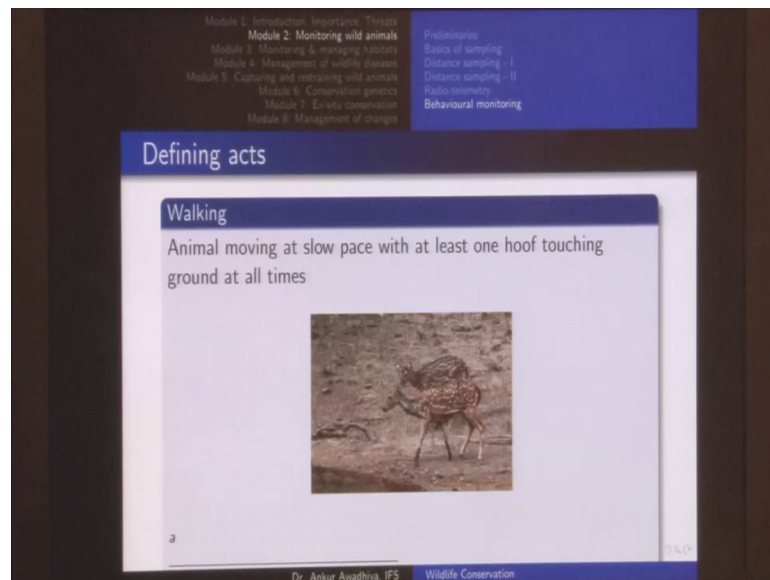 Module 1: Introduction, Importance, Threats
Module 2: Monitoring wild animals
Module 3: Monitoring & managing habitats
Module 4: Management of wildlife diseases
Module 5: Capturing and restraining wild animals
Module 6: Conservation genetics
Module 7: Ex-situ conservation
Module 8: Management of changes
Preliminaries
Basics of sampling
Distance sampling - I
Distance sampling - II
Radio-telemetry
Behavioural monitoring
Defining acts
Walking
Animal moving at slow pace with at least one hoof touching
ground at all times
a
Dr. Ankur Awadhiya, IFS
Wildlife Conservation